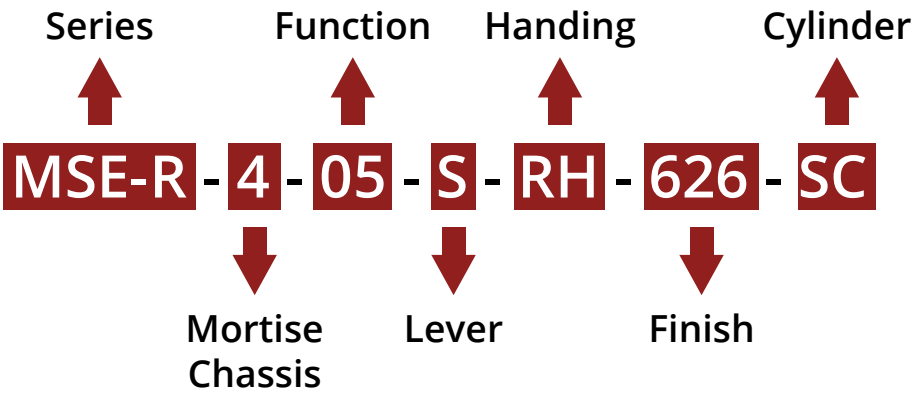 Series Function Handing Cylinder
MSE-R - 4 - 05 - S - RH - 626 - SC
Mortise Lever Finish
Chassis